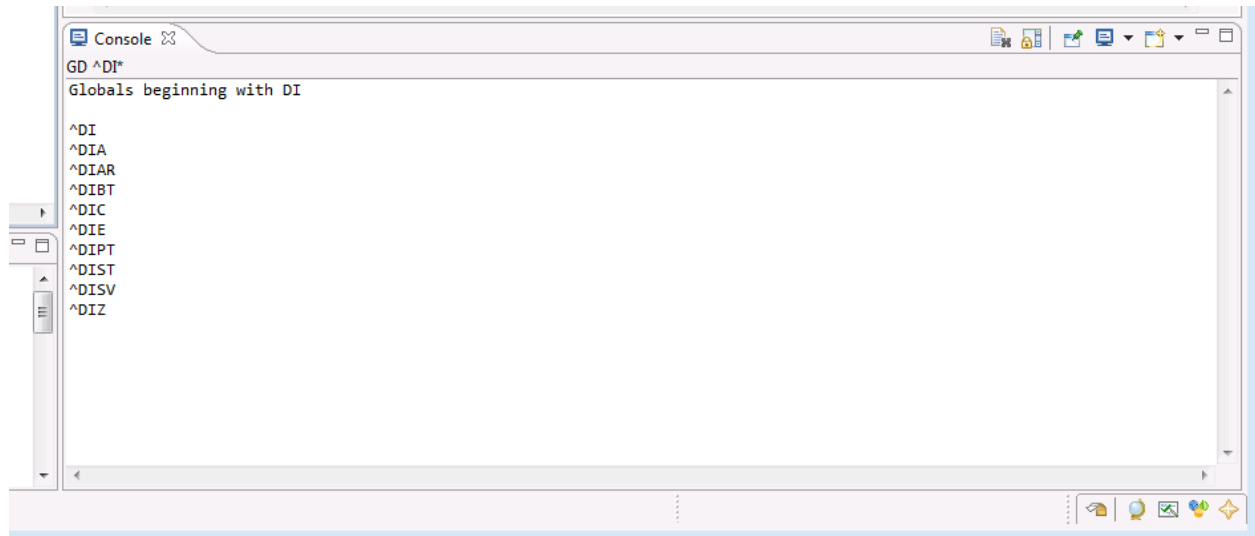 Console
GD ^DI*
Globals beginning with DI
^DI
^DIA
^DIAR
^DIBT
^DIC
^DIE
^DIPT
^DIST
^DISV
^DIZ